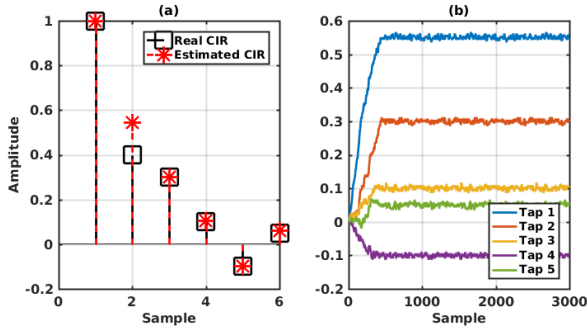 (a)
1
0.8
0.6
0.4
0.2
0
-0.2
Amplitude
0
2
4
6
Sample
Real CIR
Estimated CIR
(b)
0.6
0.5
0.4
0.3
0.2
0.1
0
-0.1
-0.2
0
1000
2000
3000
Sample
Tap 1
Tap 2
Tap 3
Tap 4
Tap 5